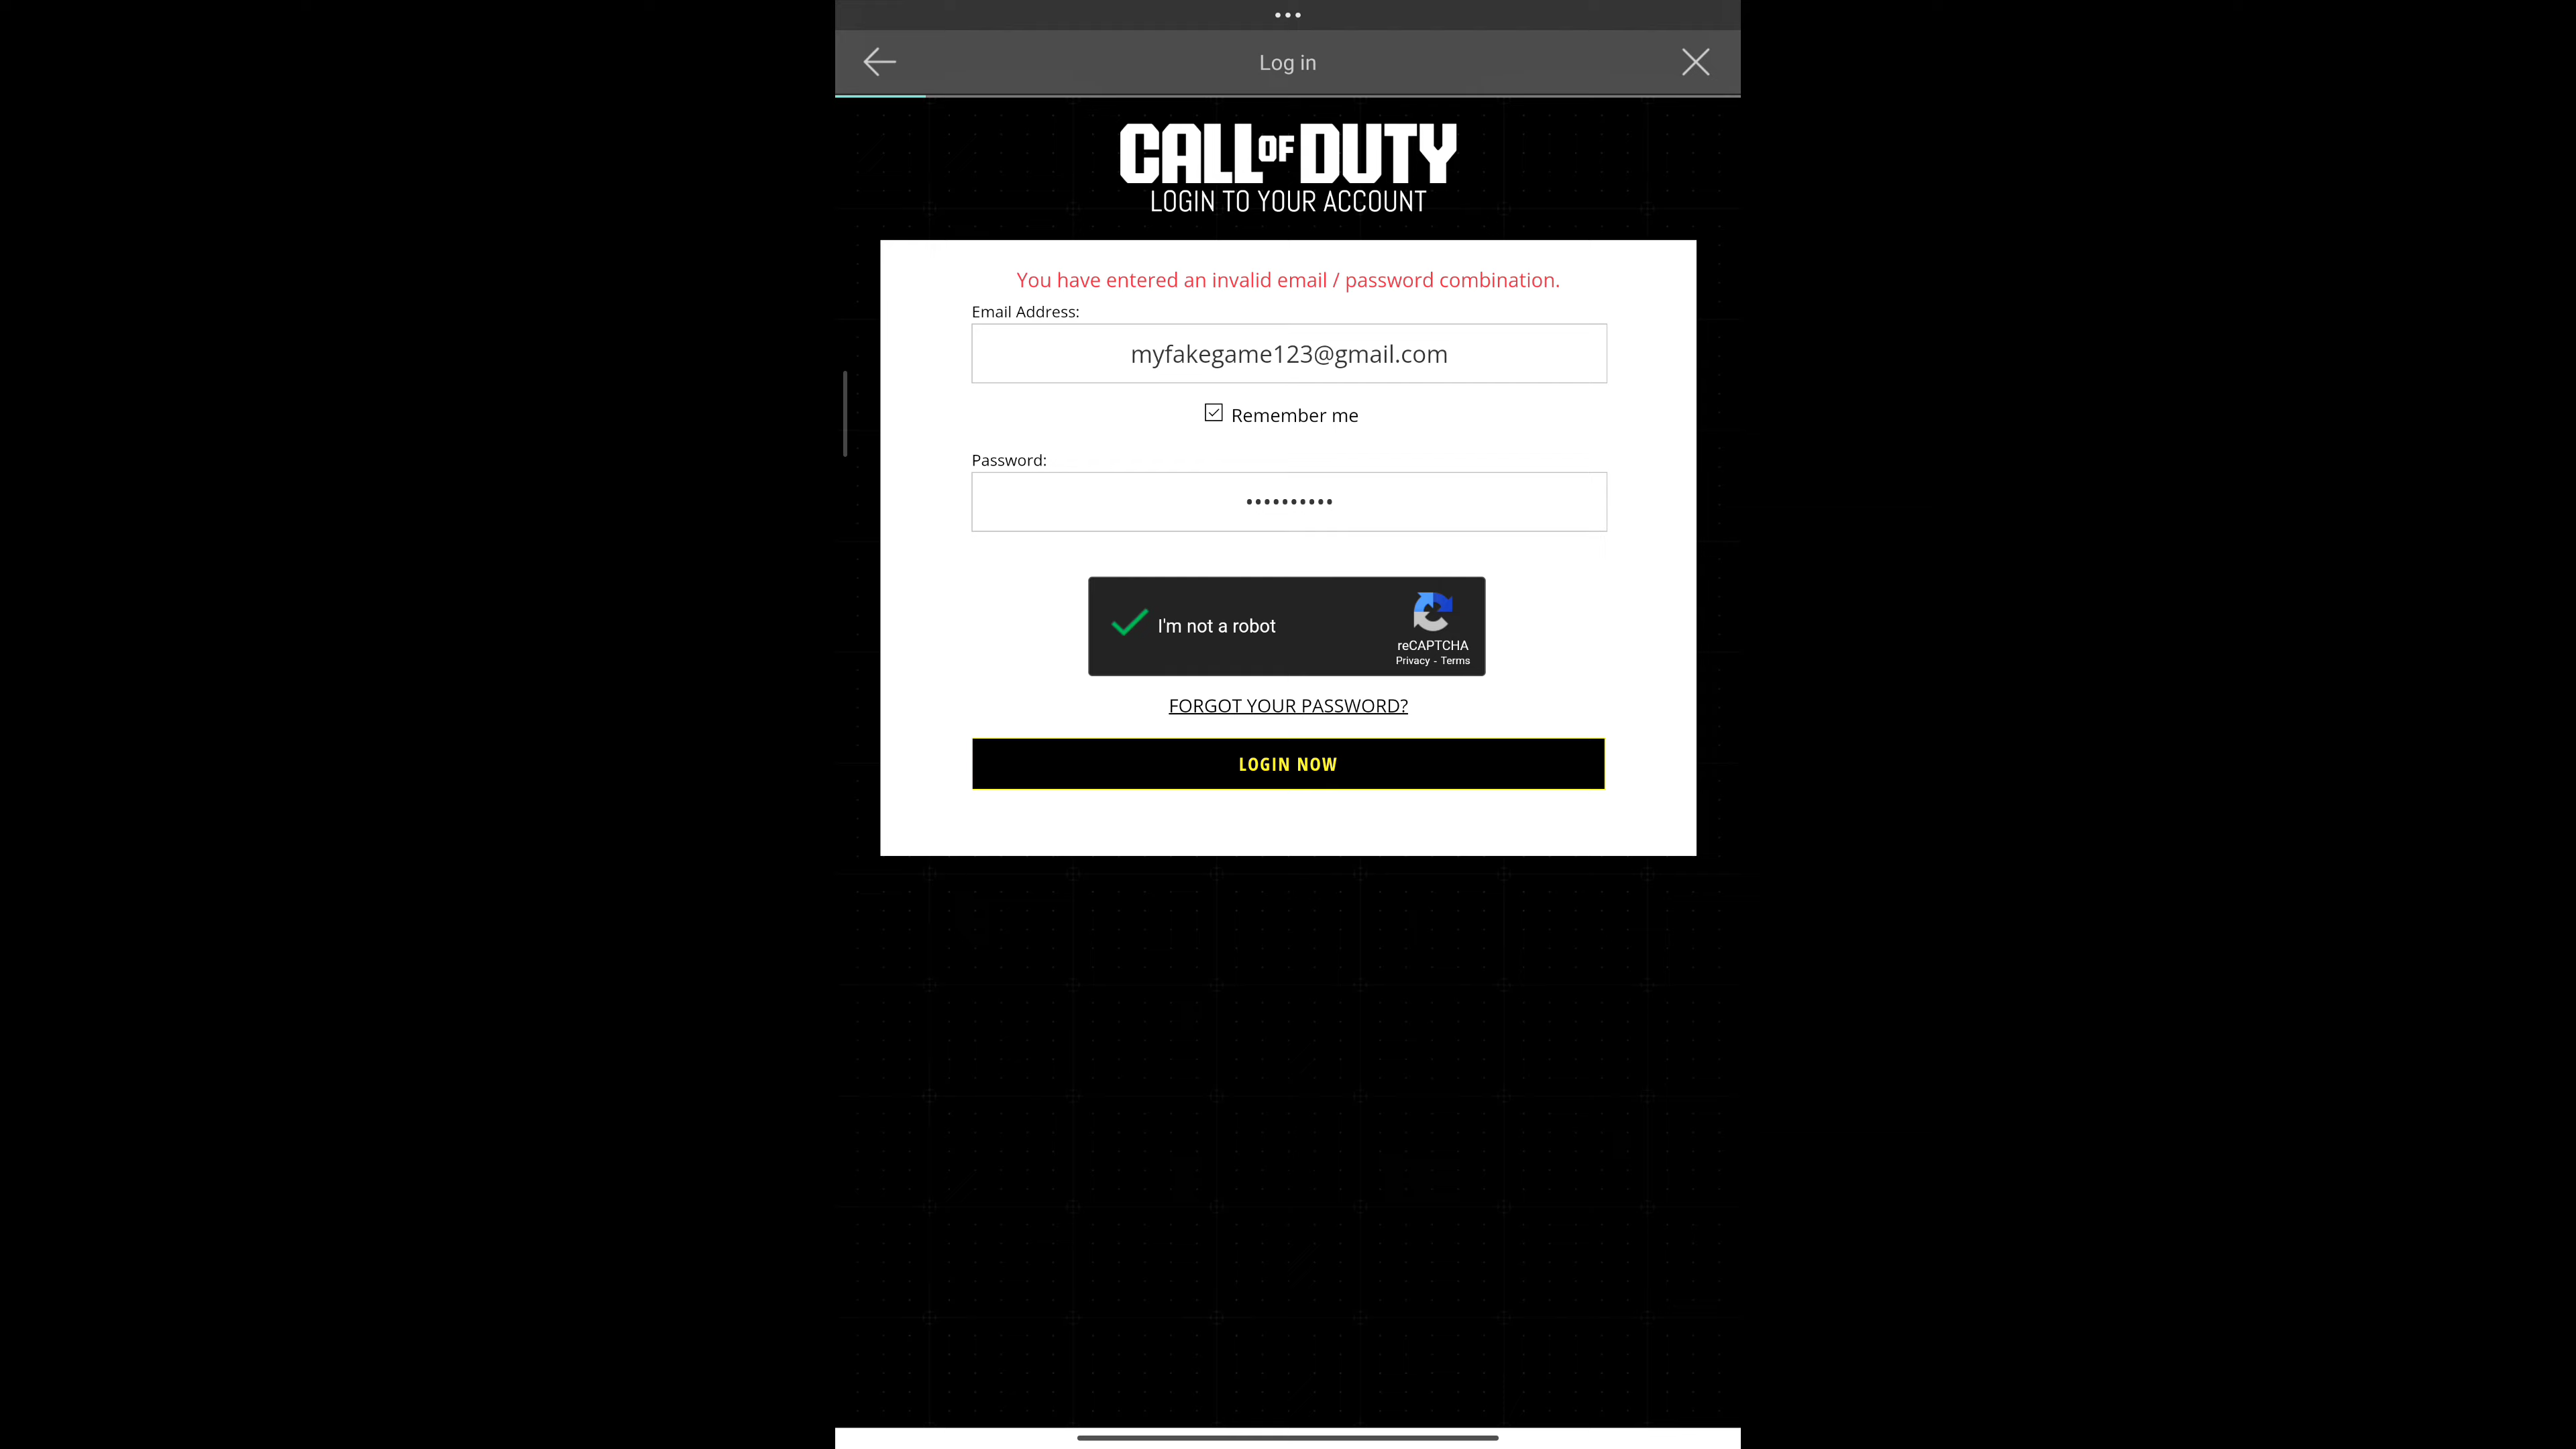 Log in
CALL OF DUTY
LOGIN TO YOUR ACCOUNT
You have entered an invalid email / password combination.
Email Address:
myfakegame123@gmail.com
Remember me
Password:
••••••••••
I'm not a robot
reCAPTCHA
Privacy - Terms
FORGOT YOUR PASSWORD?
LOGIN NOW